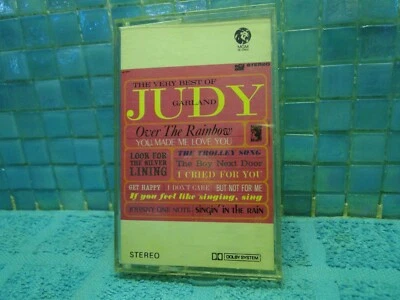 MGM
STEREO
THE VERY BEST OF
JUDY
GARLAND
Over The Rainbow
YOU MADE ME LOVE YOU
LOOK FOR
THE SILVER
LINING
THE TROLLEY SONG
The Boy Next Door
I CRIED FOR YOU
GET HAPPY I DON'T CARE BUT NOT FOR ME
If you feel like singing, sing
JOHNNY ONE NOTE SINGIN' IN THE RAIN
STEREO
DOLBY SYSTEM